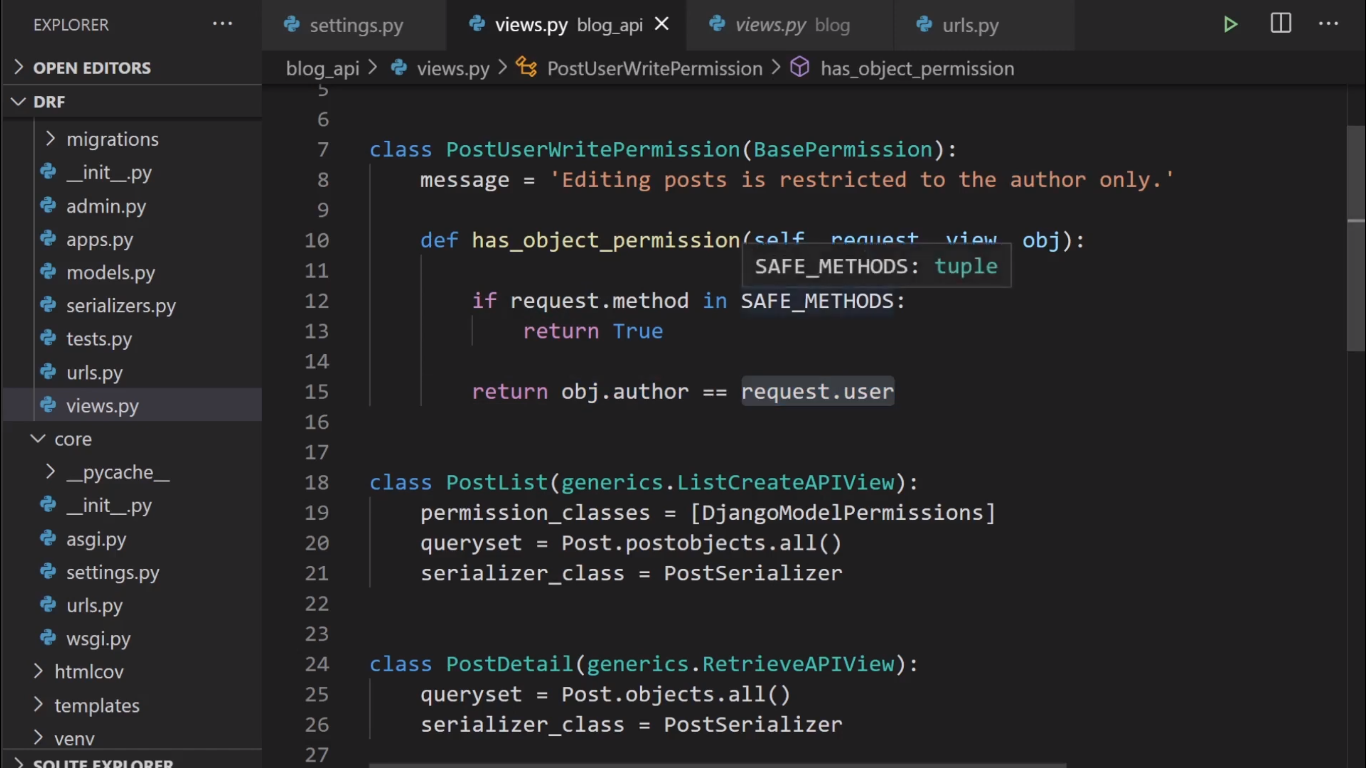 EXPLORER ...
settings.py
views.py blog_api
views.py blog
urls.py
OPEN EDITORS
blog_api > views.py > PostUserWritePermission > has_object_permission
DRF
migrations
__init__.py
admin.py
apps.py
models.py
serializers.py
tests.py
urls.py
views.py
core
__pycache__
__init__.py
asgi.py
settings.py
urls.py
wsgi.py
htmlcov
templates
venv
SQLITE EXPLORER
5
6
7 class PostUserWritePermission(BasePermission):
8 message = 'Editing posts is restricted to the author only.'
9
10 def has_object_permission(self, request, view, obj):
SAFE_METHODS: tuple
11
12 if request.method in SAFE_METHODS:
13 return True
14
15 return obj.author == request.user
16
17
18 class PostList(generics.ListCreateAPIView):
19 permission_classes = [DjangoModelPermissions]
20 queryset = Post.postobjects.all()
21 serializer_class = PostSerializer
22
23
24 class PostDetail(generics.RetrieveAPIView):
25 queryset = Post.objects.all()
26 serializer_class = PostSerializer
27